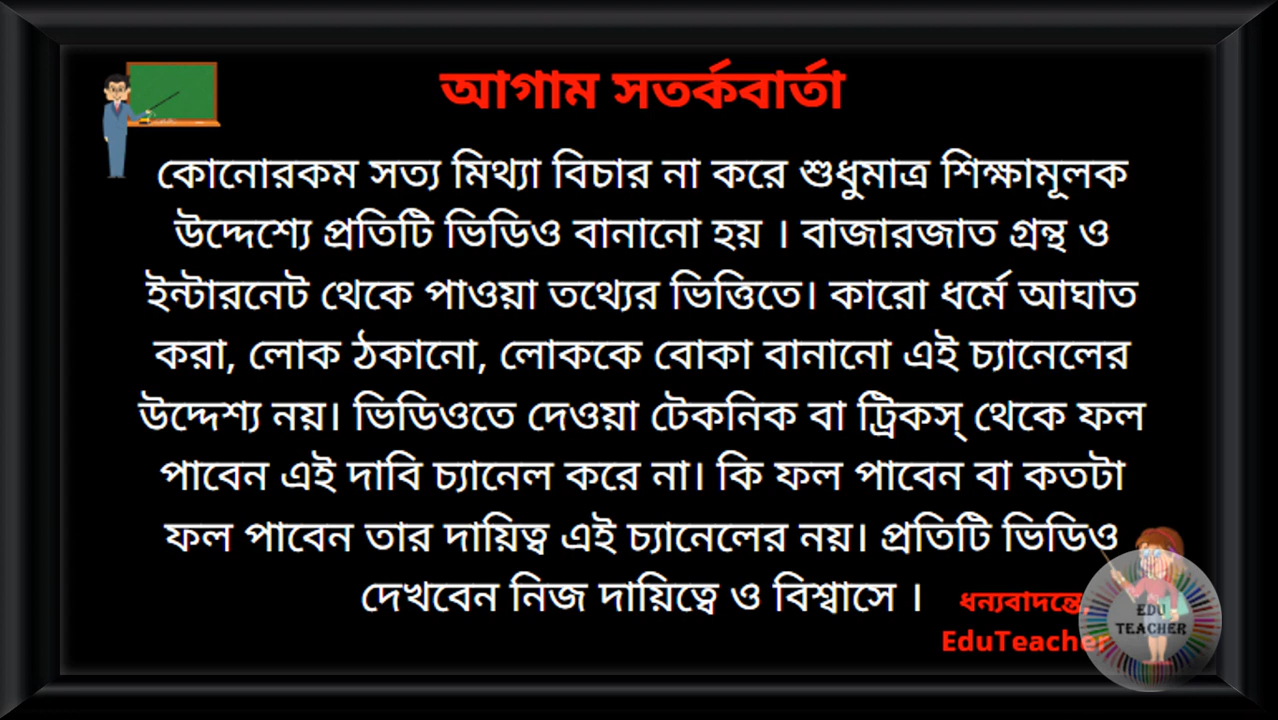 আগাম সতর্কবার্তা
কোনোরকম সত্য মিথ্যা বিচার না করে শুধুমাত্র শিক্ষামূলক
উদ্দেশ্যে প্রতিটি ভিডিও বানানো হয় । বাজারজাত গ্রন্থ ও
ইন্টারনেট থেকে পাওয়া তথ্যের ভিত্তিতে। কারো ধর্মে আঘাত
করা, লোক ঠকানো, লোককে বোকা বানানো এই চ্যানেলের
উদ্দেশ্য নয়। ভিডিওতে দেওয়া টেকনিক বা ট্রিকস্ থেকে ফল
পাবেন এই দাবি চ্যানেল করে না। কি ফল পাবেন বা কতটা
ফল পাবেন তার দায়িত্ব এই চ্যানেলের নয়। প্রতিটি ভিডিও
দেখবেন নিজ দায়িত্বে ও বিশ্বাসে ।
ধন্যবাদন্তে,
EduTeacher
EDU
TEACHER